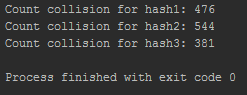 Count collision for hash1: 476
Count collision for hash2: 544
Count collision for hash3: 381
Process finished with exit code 0